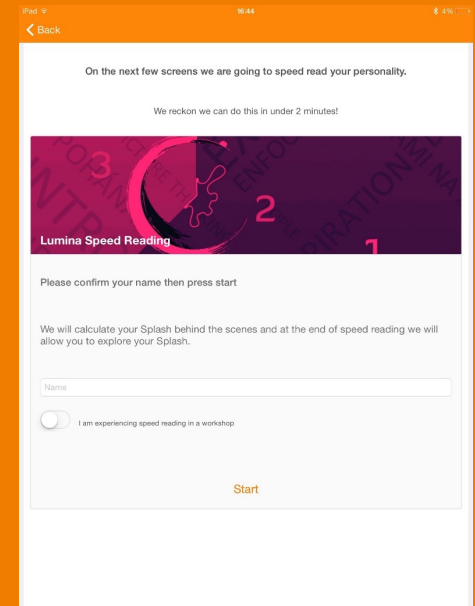 iPad 16:44 4%
Back
On the next few screens we are going to speed read your personality.
We reckon we can do this in under 2 minutes!
3
2
1
Lumina Speed Reading
Please confirm your name then press start
We will calculate your Splash behind the scenes and at the end of speed reading we will
allow you to explore your Splash.
Name
I am experiencing speed reading in a workshop
Start